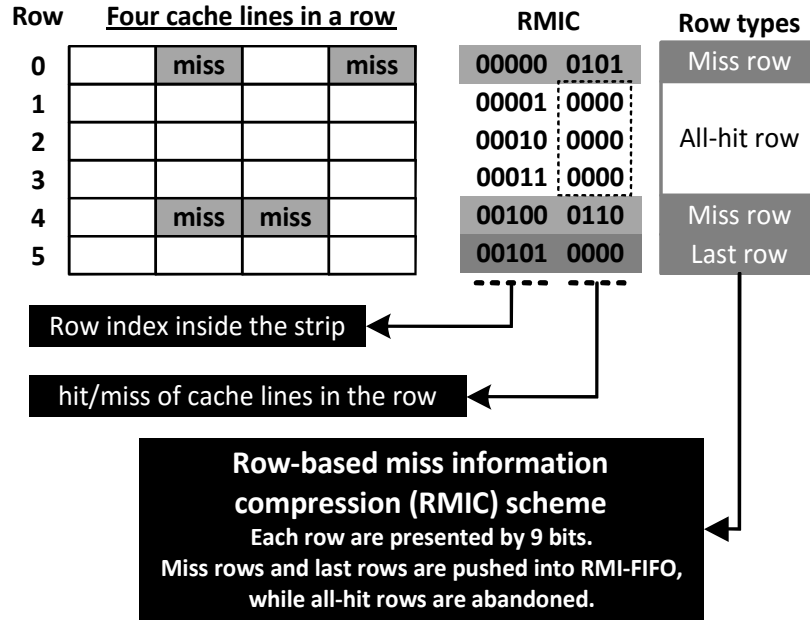 Row Four cache lines in a row RMIC Row types
0 miss miss 00000 0101 Miss row
1 00001 0000
2 00010 0000 All-hit row
3 00011 0000
4 miss miss 00100 0110 Miss row
5 00101 0000 Last row
Row index inside the strip
hit/miss of cache lines in the row
Row-based miss information
compression (RMIC) scheme
Each row are presented by 9 bits.
Miss rows and last rows are pushed into RMI-FIFO,
while all-hit rows are abandoned.